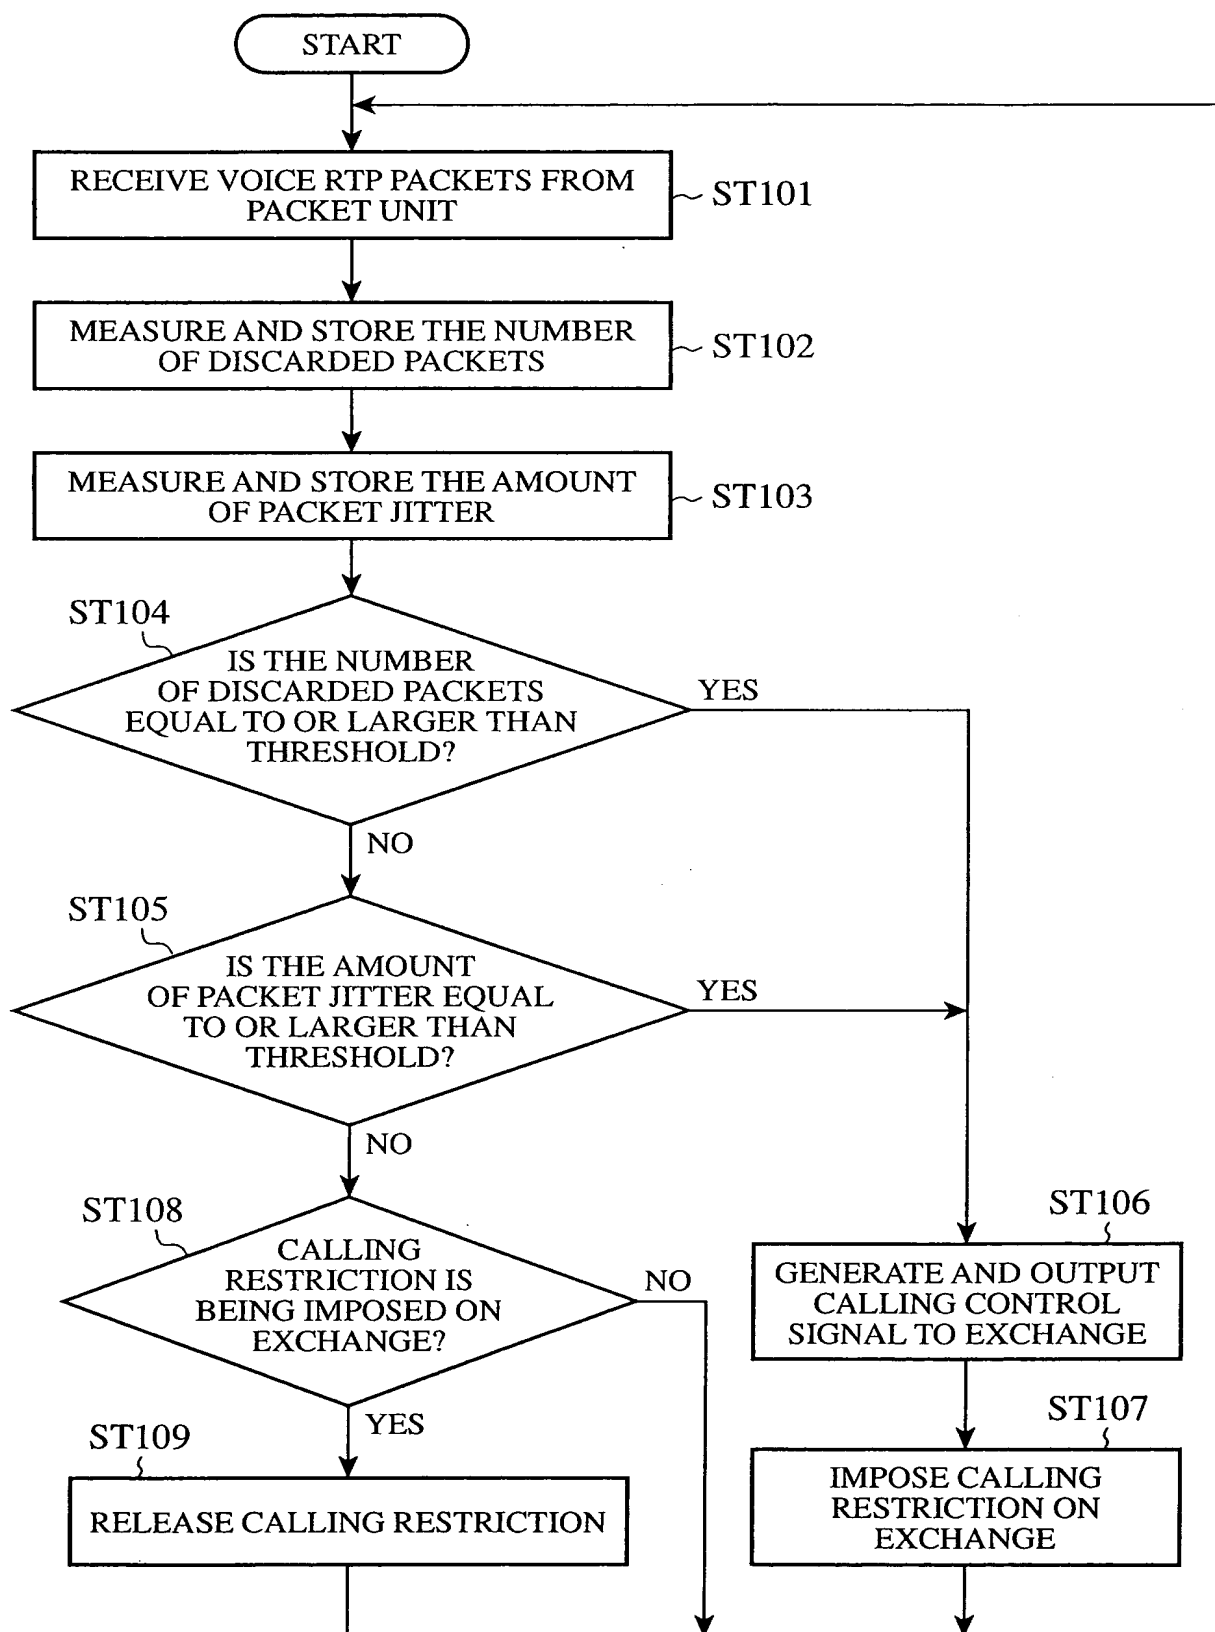 START
RECEIVE VOICE RTP PACKETS FROM
PACKET UNIT
ST101
MEASURE AND STORE THE NUMBER
OF DISCARDED PACKETS
ST102
MEASURE AND STORE THE AMOUNT
OF PACKET JITTER
ST103
ST104
IS THE NUMBER
OF DISCARDED PACKETS
EQUAL TO OR LARGER THAN
THRESHOLD?
YES
NO
ST105
IS THE AMOUNT
OF PACKET JITTER EQUAL
TO OR LARGER THAN
THRESHOLD?
YES
NO
ST108
CALLING
RESTRICTION IS
BEING IMPOSED ON
EXCHANGE?
NO
YES
ST106
GENERATE AND OUTPUT
CALLING CONTROL
SIGNAL TO EXCHANGE
ST109
RELEASE CALLING RESTRICTION
ST107
IMPOSE CALLING
RESTRICTION ON
EXCHANGE